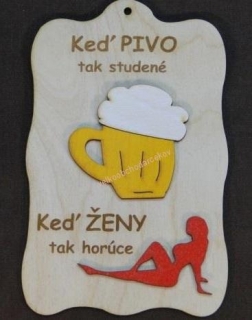 Keď PIVO
tak studené
Keď ŽENY
tak horúce